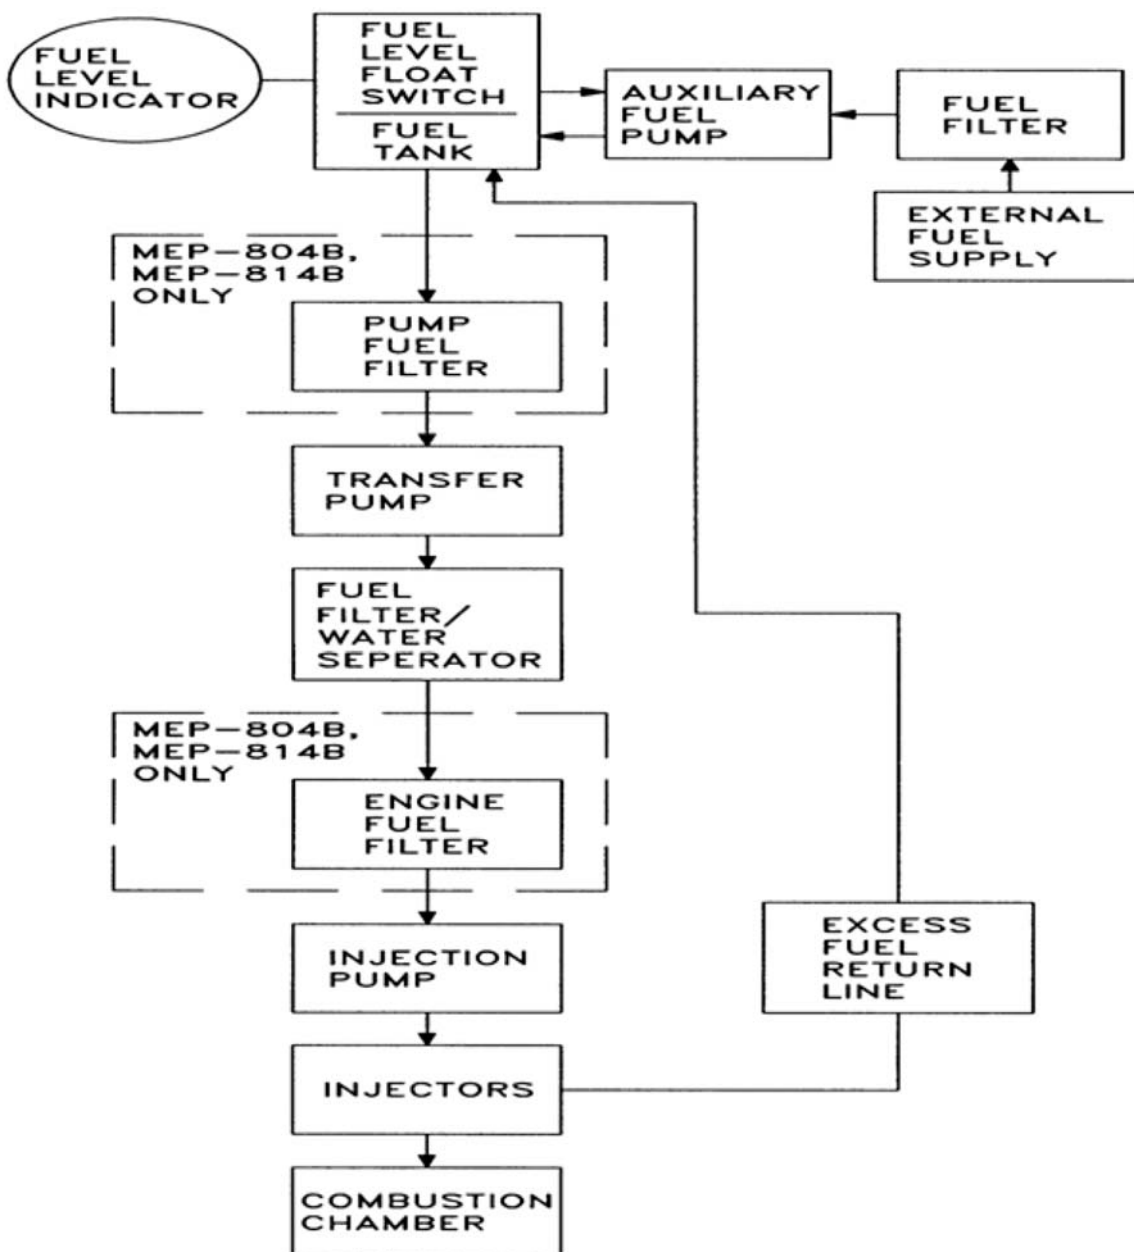 FUEL
LEVEL
INDICATOR
FUEL
LEVEL
FLOAT
SWITCH
FUEL
TANK
AUXILIARY
FUEL
PUMP
FUEL
FILTER
EXTERNAL
FUEL
SUPPLY
MEP-804B,
MEP-814B
ONLY
PUMP
FUEL
FILTER
TRANSFER
PUMP
FUEL
FILTER/
WATER
SEPERATOR
MEP-804B,
MEP-814B
ONLY
ENGINE
FUEL
FILTER
INJECTION
PUMP
EXCESS
FUEL
RETURN
LINE
INJECTORS
COMBUSTION
CHAMBER